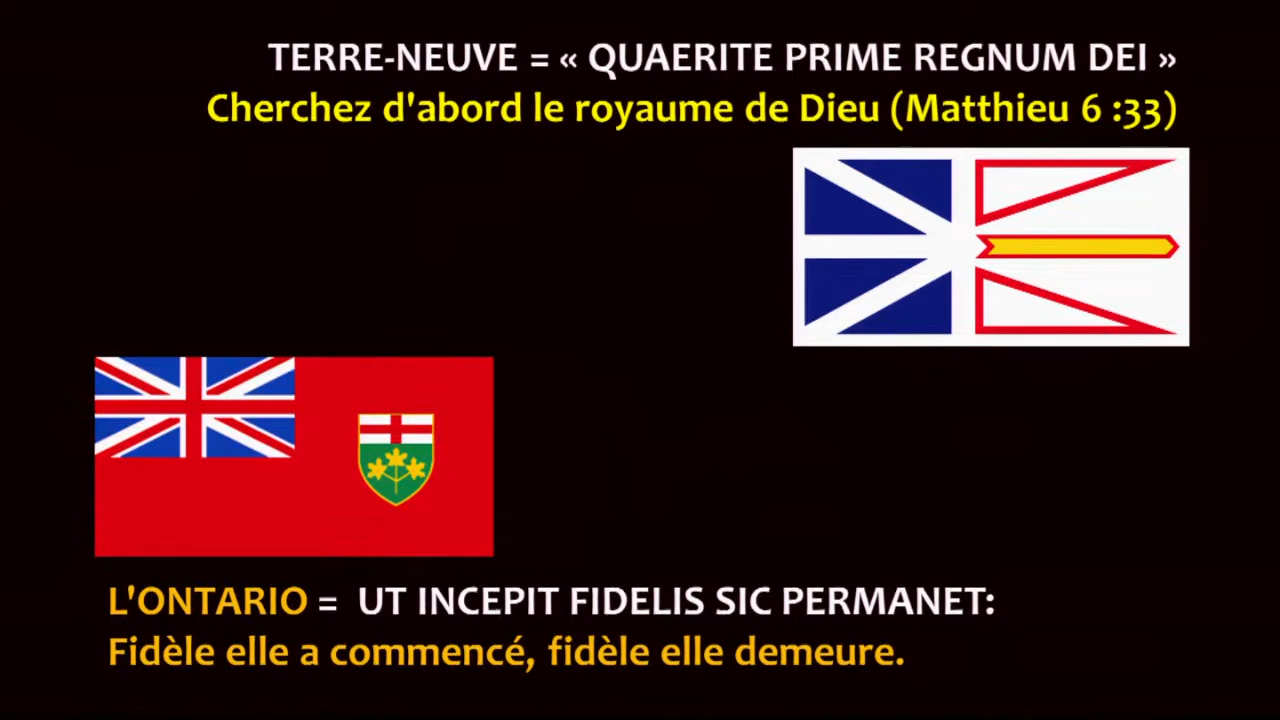 TERRE-NEUVE = « QUAERITE PRIME REGNUM DEI »
Cherchez d'abord le royaume de Dieu (Matthieu 6 :33)
L'ONTARIO = UT INCEPIT FIDELIS SIC PERMANET:
Fidèle elle a commencé, fidèle elle demeure.